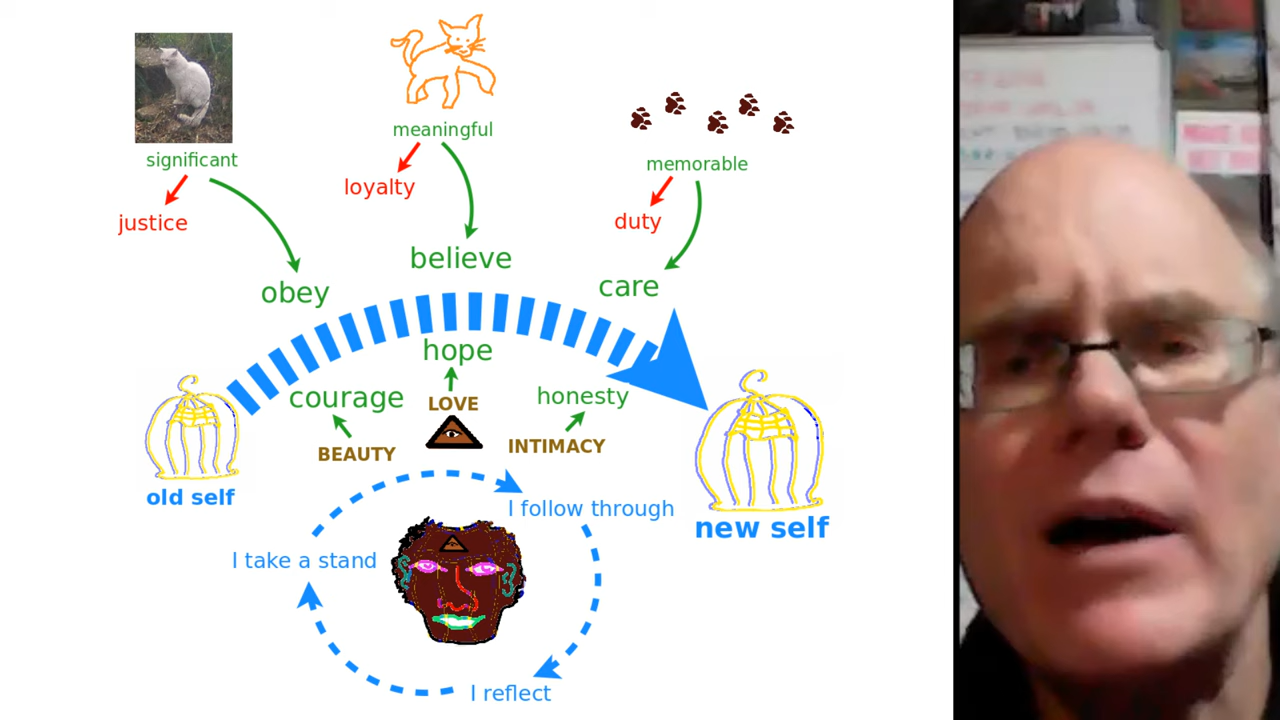 significant
justice
meaningful
loyalty
memorable
duty
obey
believe
care
hope
courage
LOVE
honesty
BEAUTY
INTIMACY
old self
new self
I follow through
I take a stand
I reflect